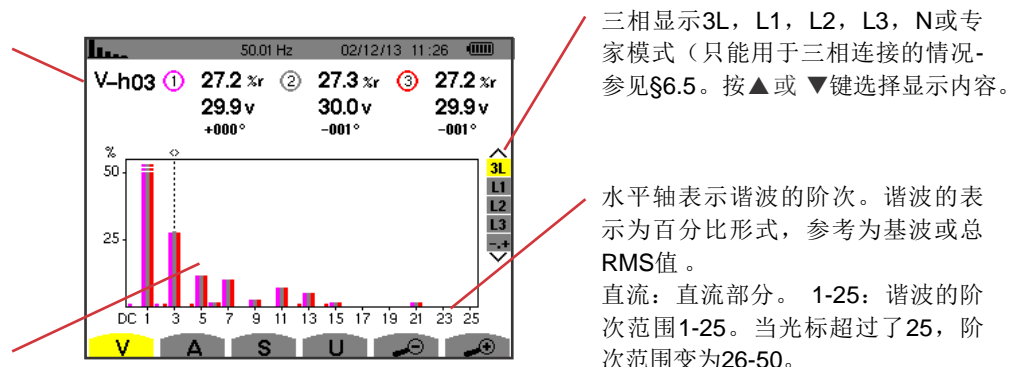 50.01 Hz 02/12/13 11:26
V-h03 1 27.2 %r 2 27.3 %r 3 27.2 %r
29.9 v 30.0 v 29.9 v
+000° -001° -001°
%
50
25
DC 1 3 5 7 9 11 13 15 17 19 21 23 25
3L
L1
L2
L3
-.+
V A S U
三相显示3L，L1，L2，L3，N或专
家模式（只能用于三相连接的情况-
参见§6.5。按▲或 ▼键选择显示内容。
水平轴表示谐波的阶次。谐波的表
示为百分比形式，参考为基波或总
RMS值 。
直流：直流部分。 1-25：谐波的阶
次范围1-25。当光标超过了25，阶
次范围变为26-50。